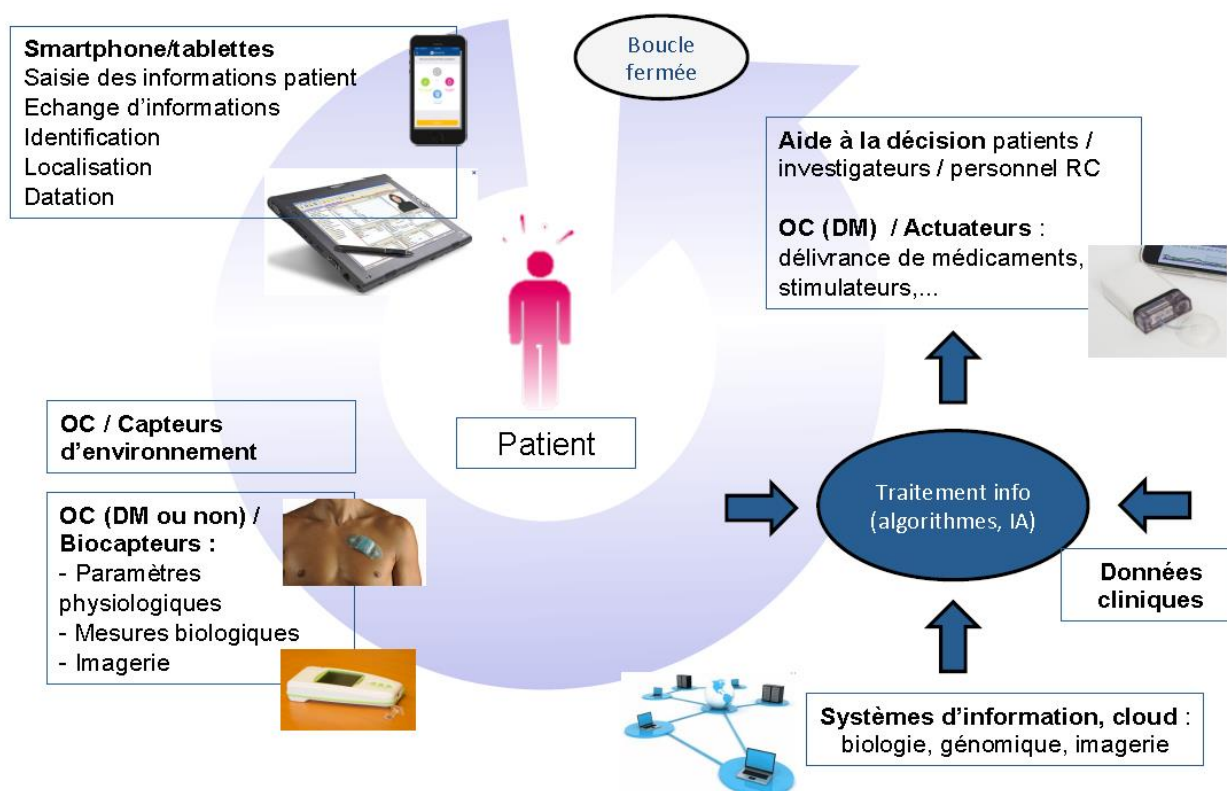 Smartphone/tablettes
Saisie des informations patient
Echange d'informations
Identification
Localisation
Datation
Boucle
fermée
Aide à la décision patients /
investigateurs / personnel RC
OC (DM) / Actuateurs :
délivrance de médicaments,
stimulateurs,...
OC / Capteurs
d'environnement
Patient
OC (DM ou non) /
Biocapteurs :
- Paramètres
physiologiques
- Mesures biologiques
- Imagerie
Traitement info
(algorithmes, IA)
Données
cliniques
Systèmes d'information, cloud :
biologie, génomique, imagerie